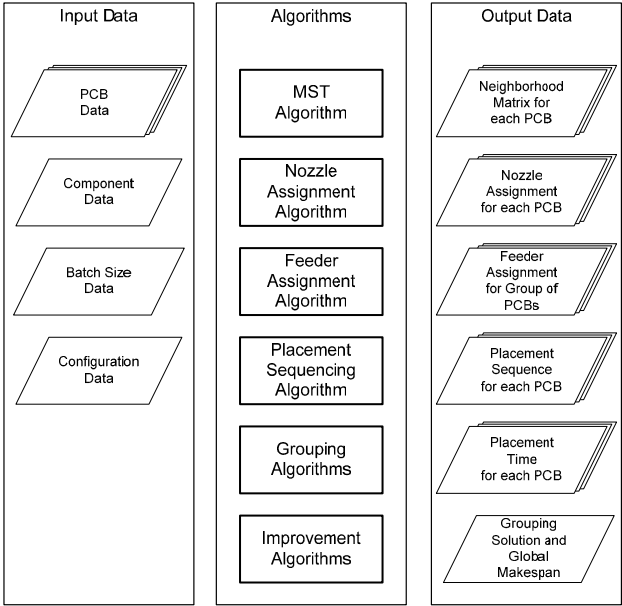 Input Data
PCB
Data
Component
Data
Batch Size
Data
Configuration
Data
Algorithms
MST
Algorithm
Nozzle
Assignment
Algorithm
Feeder
Assignment
Algorithm
Placement
Sequencing
Algorithm
Grouping
Algorithms
Improvement
Algorithms
Output Data
Neighborhood
Matrix for
each PCB
Nozzle
Assignment
for each PCB
Feeder
Assignment
for Group of
PCBs
Placement
Sequence
for each PCB
Placement
Time
for each PCB
Grouping
Solution and
Global
Makespan